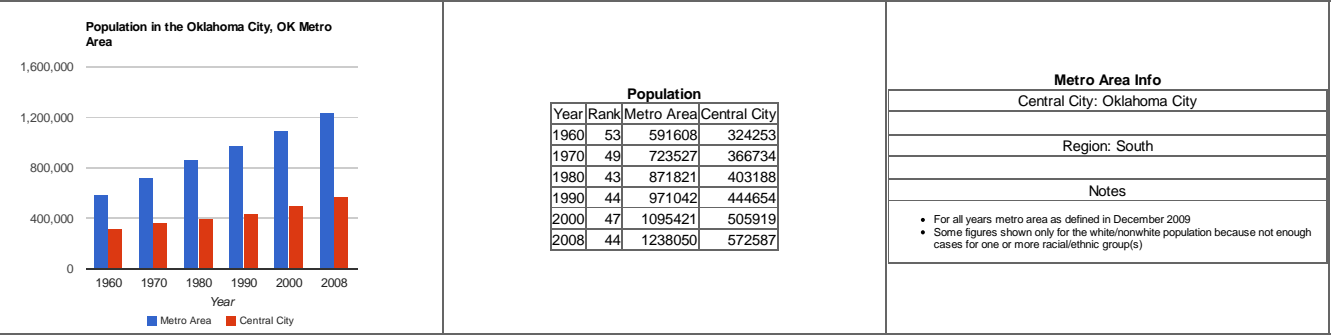 Population in the Oklahoma City, OK Metro
Area
1,600,000
1,200,000
800,000
400,000
0
1960 1970 1980 1990 2000 2008
Year
Metro Area Central City
Population
Year Rank Metro Area Central City
1960 53 591608 324253
1970 49 723527 366734
1980 43 871821 403188
1990 44 971042 444654
2000 47 1095421 505919
2008 44 1238050 572587
Metro Area Info
Central City: Oklahoma City
Region: South
Notes
• For all years metro area as defined in December 2009
• Some figures shown only for the white/nonwhite population because not enough
cases for one or more racial/ethnic group(s)